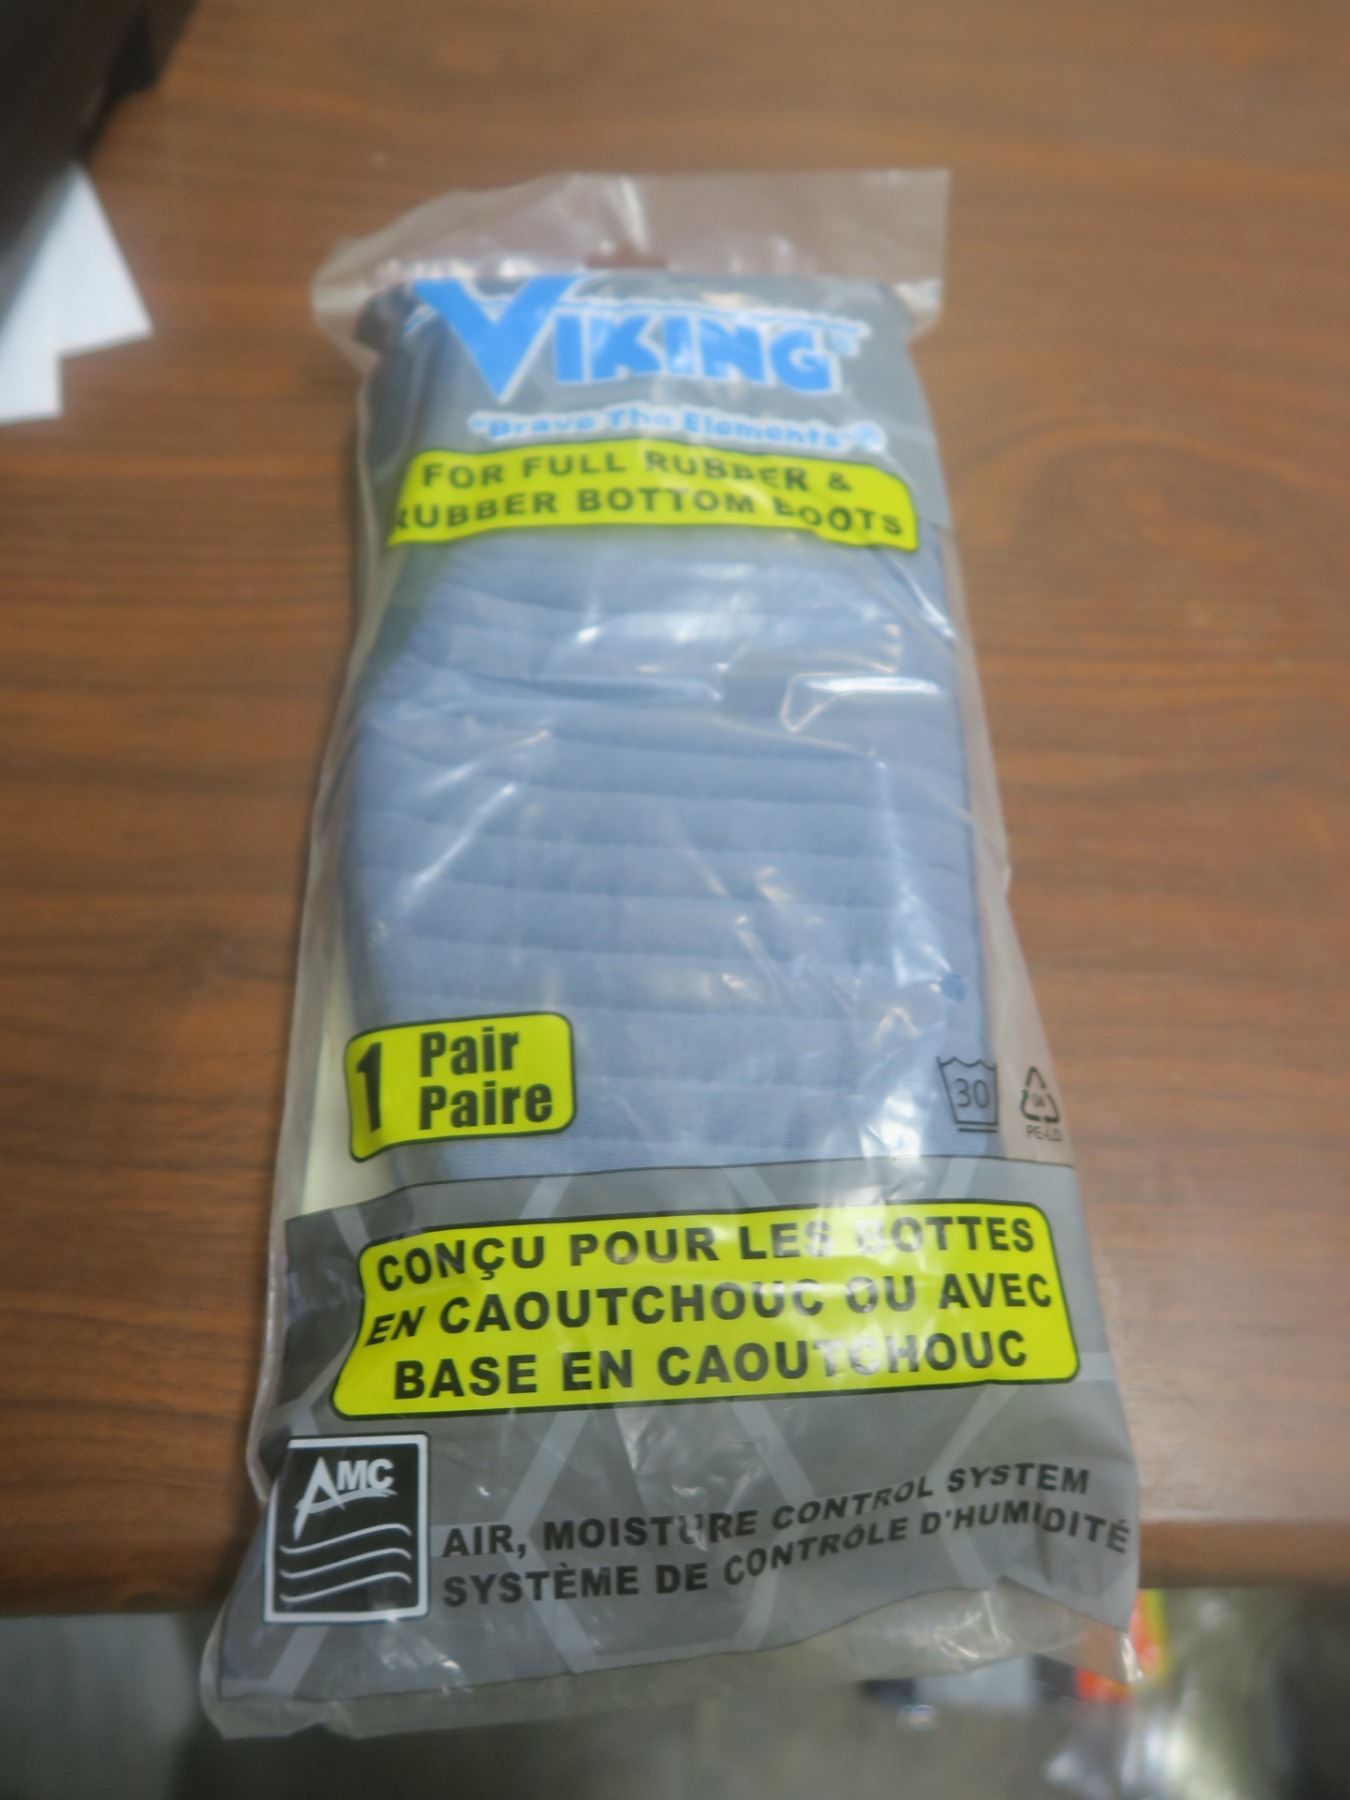 VIKING®
"Brave The Elements"®
FOR FULL RUBBER &
RUBBER BOTTOM BOOTS
1 Pair
Paire
30
04
PE-LD
CONÇU POUR LES BOTTES
EN CAOUTCHOUC OU AVEC
BASE EN CAOUTCHOUC
AMC
AIR, MOISTURE CONTROL SYSTEM
SYSTÈME DE CONTRÔLE D'HUMIDITÉ